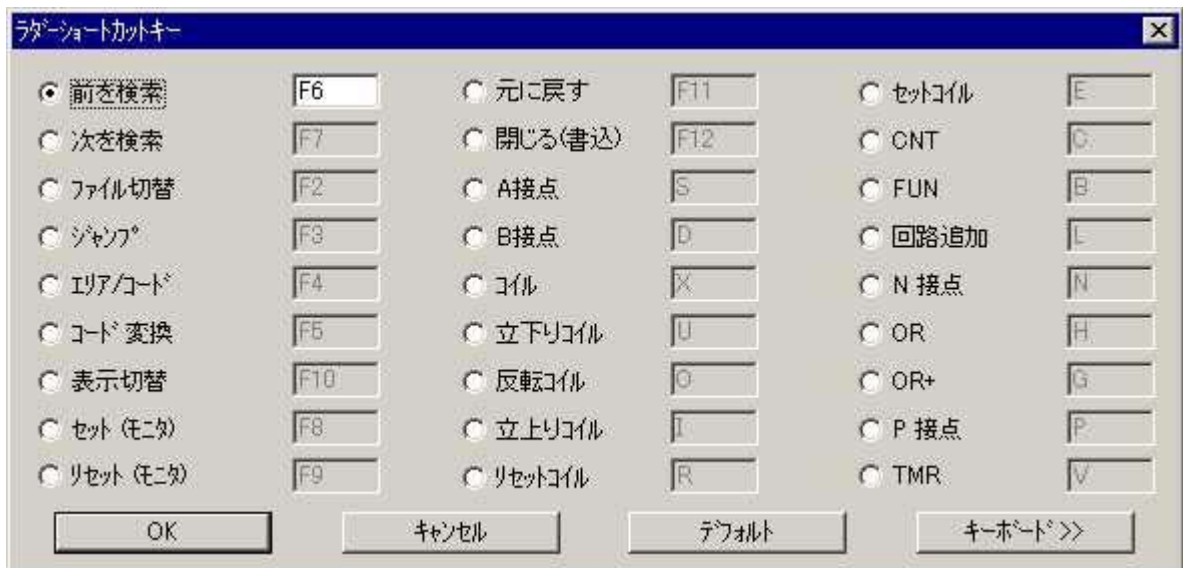 ﾗﾀﾞｰｼｮｰﾄｶｯﾄｷｰ
前を検索 F6 元に戻す F11 ｾｯﾄｺｲﾙ E
次を検索 F7 閉じる(書込) F12 CNT C
ﾌｧｲﾙ切替 F2 A接点 S FUN B
ｼﾞｬﾝﾌﾟ F3 B接点 D 回路追加 L
ｴﾘｱ/ｺｰﾄﾞ F4 ｺｲﾙ X N 接点 N
ｺｰﾄﾞ変換 F5 立下りｺｲﾙ U OR H
表示切替 F10 反転ｺｲﾙ O OR+ G
ｾｯﾄ (ﾓﾆﾀ) F8 立上りｺｲﾙ I P 接点 P
ﾘｾｯﾄ (ﾓﾆﾀ) F9 ﾘｾｯﾄｺｲﾙ R TMR V
OK ｷｬﾝｾﾙ ﾃﾞﾌｫﾙﾄ ｷｰﾎﾞｰﾄﾞ>>